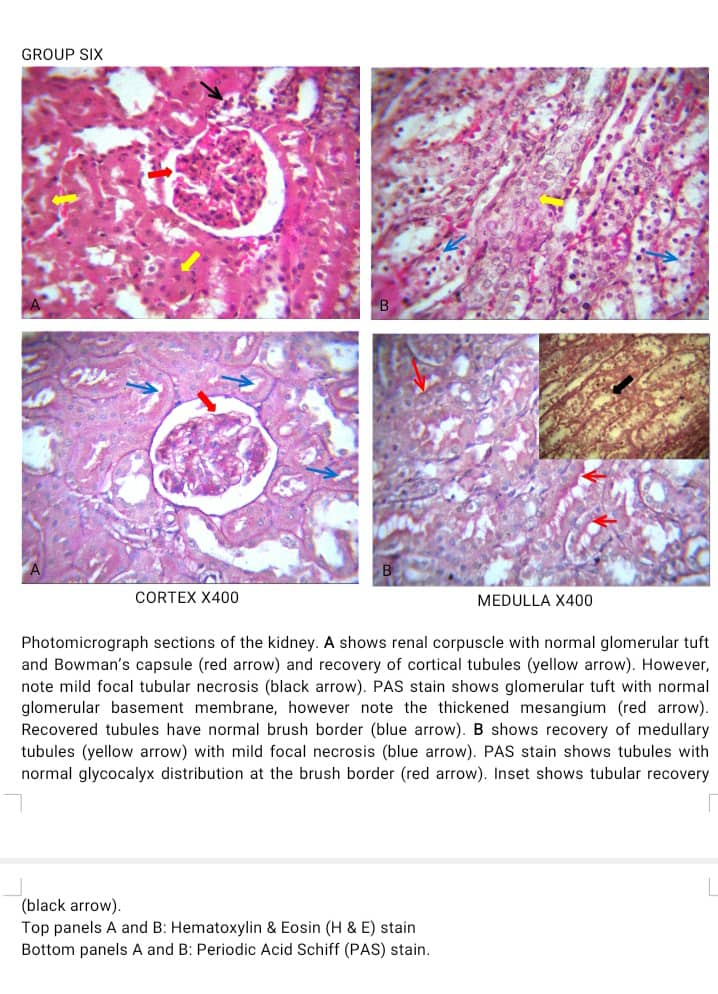 GROUP SIX
A
B
A
B
CORTEX X400
MEDULLA X400
Photomicrograph sections of the kidney. A shows renal corpuscle with normal glomerular tuft
and Bowman's capsule (red arrow) and recovery of cortical tubules (yellow arrow). However,
note mild focal tubular necrosis (black arrow). PAS stain shows glomerular tuft with normal
glomerular basement membrane, however note the thickened mesangium (red arrow).
Recovered tubules have normal brush border (blue arrow). B shows recovery of medullary
tubules (yellow arrow) with mild focal necrosis (blue arrow). PAS stain shows tubules with
normal glycocalyx distribution at the brush border (red arrow). Inset shows tubular recovery
(black arrow).
Top panels A and B: Hematoxylin & Eosin (H & E) stain
Bottom panels A and B: Periodic Acid Schiff (PAS) stain.